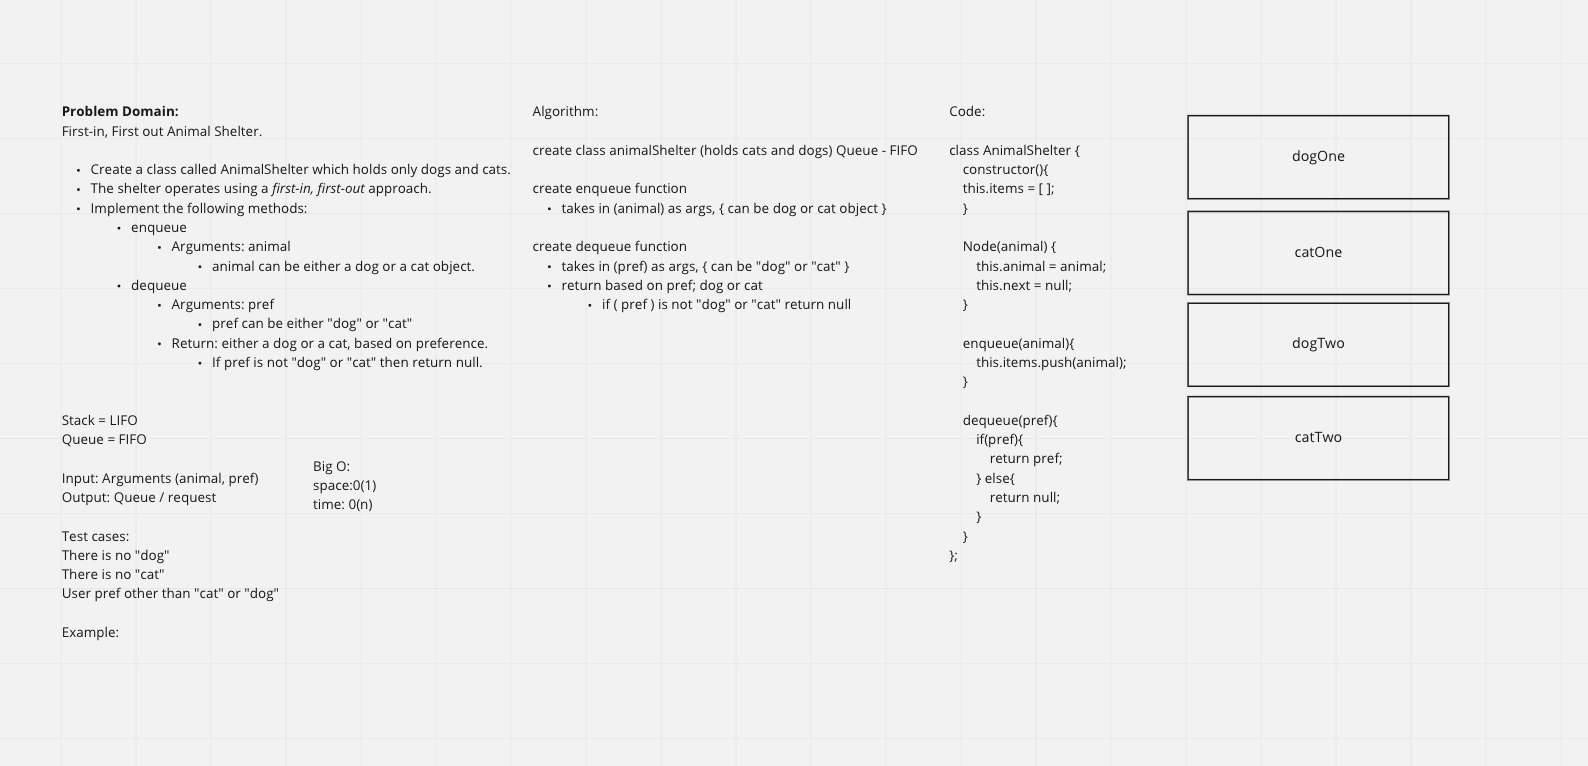 Problem Domain:
First-in, First out Animal Shelter.
• Create a class called AnimalShelter which holds only dogs and cats.
• The shelter operates using a first-in, first-out approach.
• Implement the following methods:
• enqueue
• Arguments: animal
• animal can be either a dog or a cat object.
• dequeue
• Arguments: pref
• pref can be either "dog" or "cat"
• Return: either a dog or a cat, based on preference.
• If pref is not "dog" or "cat" then return null.
Stack = LIFO
Queue = FIFO
Input: Arguments (animal, pref)
Output: Queue / request
Big O:
space:0(1)
time: 0(n)
Test cases:
There is no "dog"
There is no "cat"
User pref other than "cat" or "dog"
Example:
Algorithm:
create class animalShelter (holds cats and dogs) Queue - FIFO
create enqueue function
• takes in (animal) as args, { can be dog or cat object }
create dequeue function
• takes in (pref) as args, { can be "dog" or "cat" }
• return based on pref; dog or cat
• if ( pref ) is not "dog" or "cat" return null
Code:
class AnimalShelter {
constructor(){
this.items = [ ];
}
Node(animal) {
this.animal = animal;
this.next = null;
}
enqueue(animal){
this.items.push(animal);
}
dequeue(pref){
if(pref){
return pref;
} else{
return null;
}
}
};
dogOne
catOne
dogTwo
catTwo